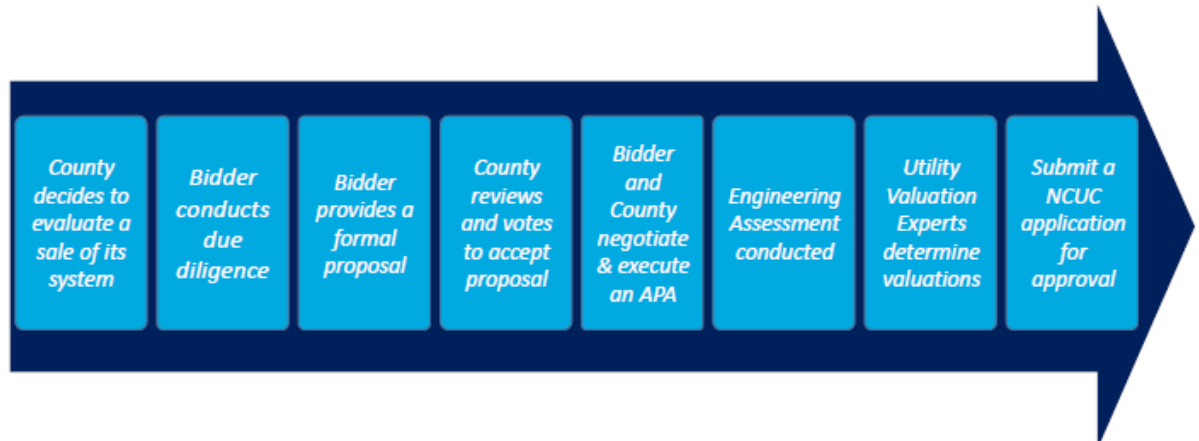 County
decides to
evaluate a
sale of its
system
Bidder
conducts
due
diligence
Bidder
provides a
formal
proposal
County
reviews
and votes
to accept
proposal
Bidder
and
County
negotiate
& execute
an APA
Engineering
Assessment
conducted
Utility
Valuation
Experts
determine
valuations
Submit a
NCUC
application
for
approval